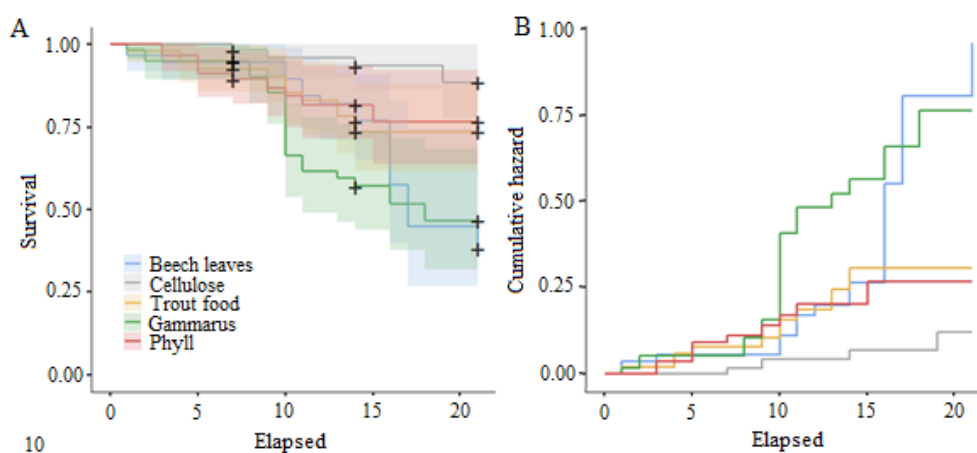 A
1.00
0.75
0.50
0.25
0.00
Survival
Beech leaves
Cellulose
Trout food
Gammarus
Phyll
0 5 10 15 20
Elapsed
10
B
1.00
0.75
0.50
0.25
0.00
Cumulative hazard
0 5 10 15 20
Elapsed